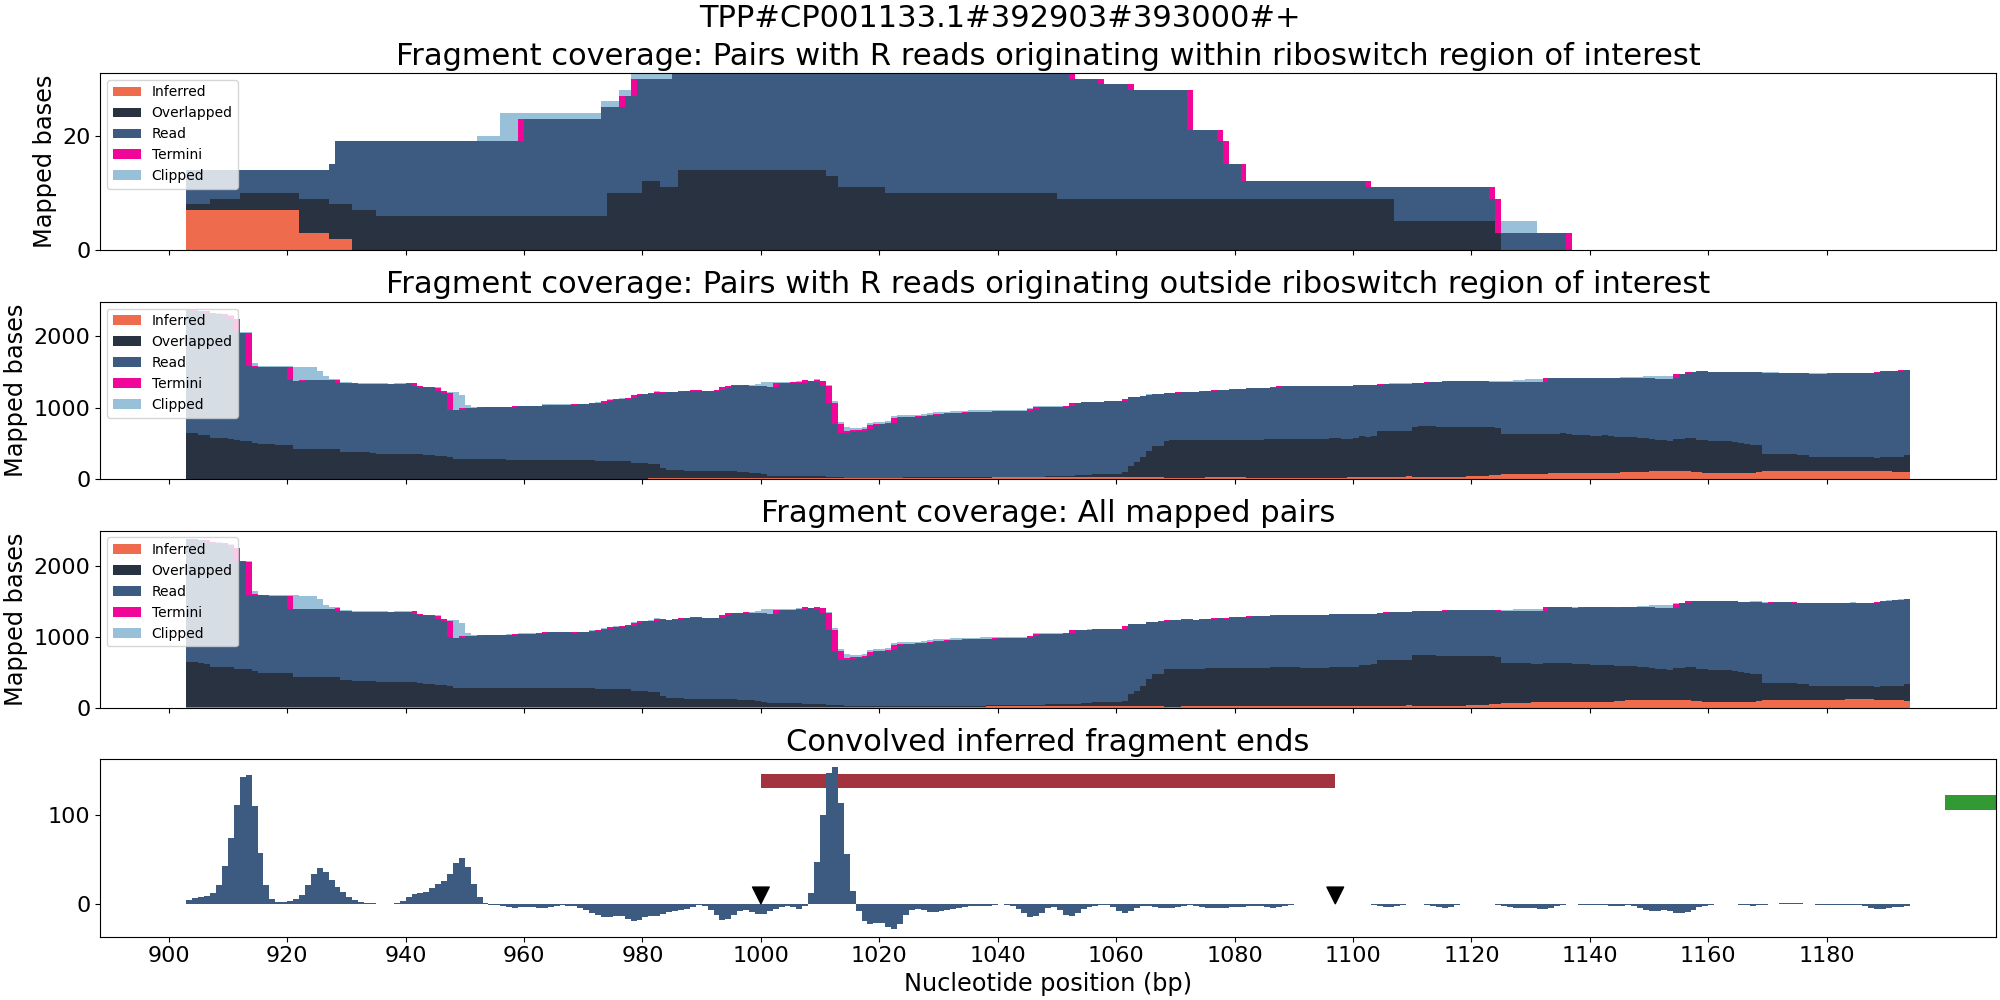 TPP#CP001133.1#392903#393000#+
Fragment coverage: Pairs with R reads originating within riboswitch region of interest
Mapped bases
20
0
Inferred
Overlapped
Read
Termini
Clipped
Fragment coverage: Pairs with R reads originating outside riboswitch region of interest
Mapped bases
2000
1000
0
Inferred
Overlapped
Read
Termini
Clipped
Fragment coverage: All mapped pairs
Mapped bases
2000
1000
0
Inferred
Overlapped
Read
Termini
Clipped
Convolved inferred fragment ends
100
0
900 920 940 960 980 1000 1020 1040 1060 1080 1100 1120 1140 1160 1180
Nucleotide position (bp)